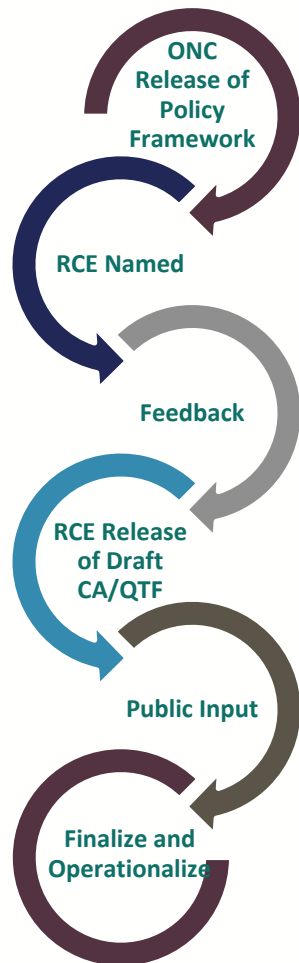 ONC
Release of
Policy
Framework
RCE Named
Feedback
RCE Release
of Draft
CA/QTF
Public Input
Finalize and
Operationalize